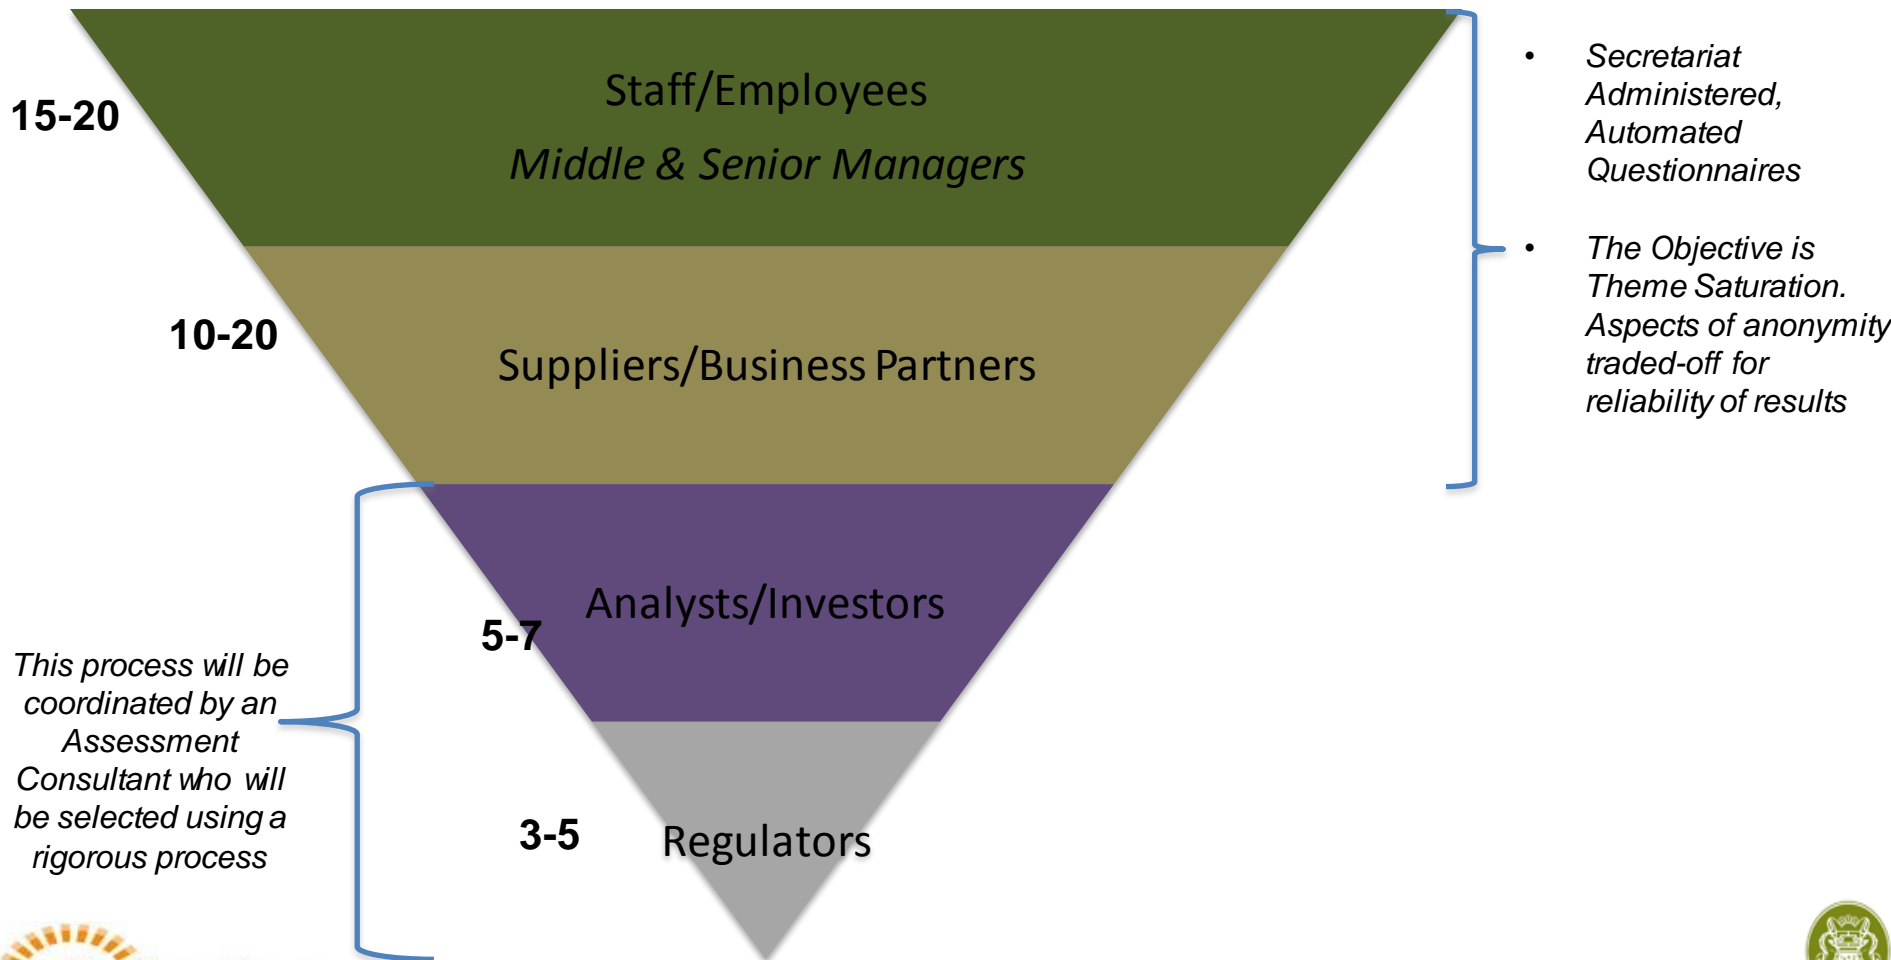 Staff/Employees
Middle & Senior Managers
15-20
Suppliers/Business Partners
10-20
Analysts/Investors
5-7
Regulators
3-5
• Secretariat
Administered,
Automated
Questionnaires
• The Objective is
Theme Saturation.
Aspects of anonymity
traded-off for
reliability of results
This process will be
coordinated by an
Assessment
Consultant who will
be selected using a
rigorous process